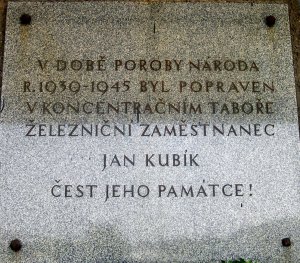 V DOBĚ POROBY NÁRODA
R. 1939-1945 BYL POPRAVEN
V KONCENTRAČNÍM TÁBOŘE
ŽELEZNIČNÍ ZAMĚSTNANEC
JAN KUBÍK
ČEST JEHO PAMÁTCE!